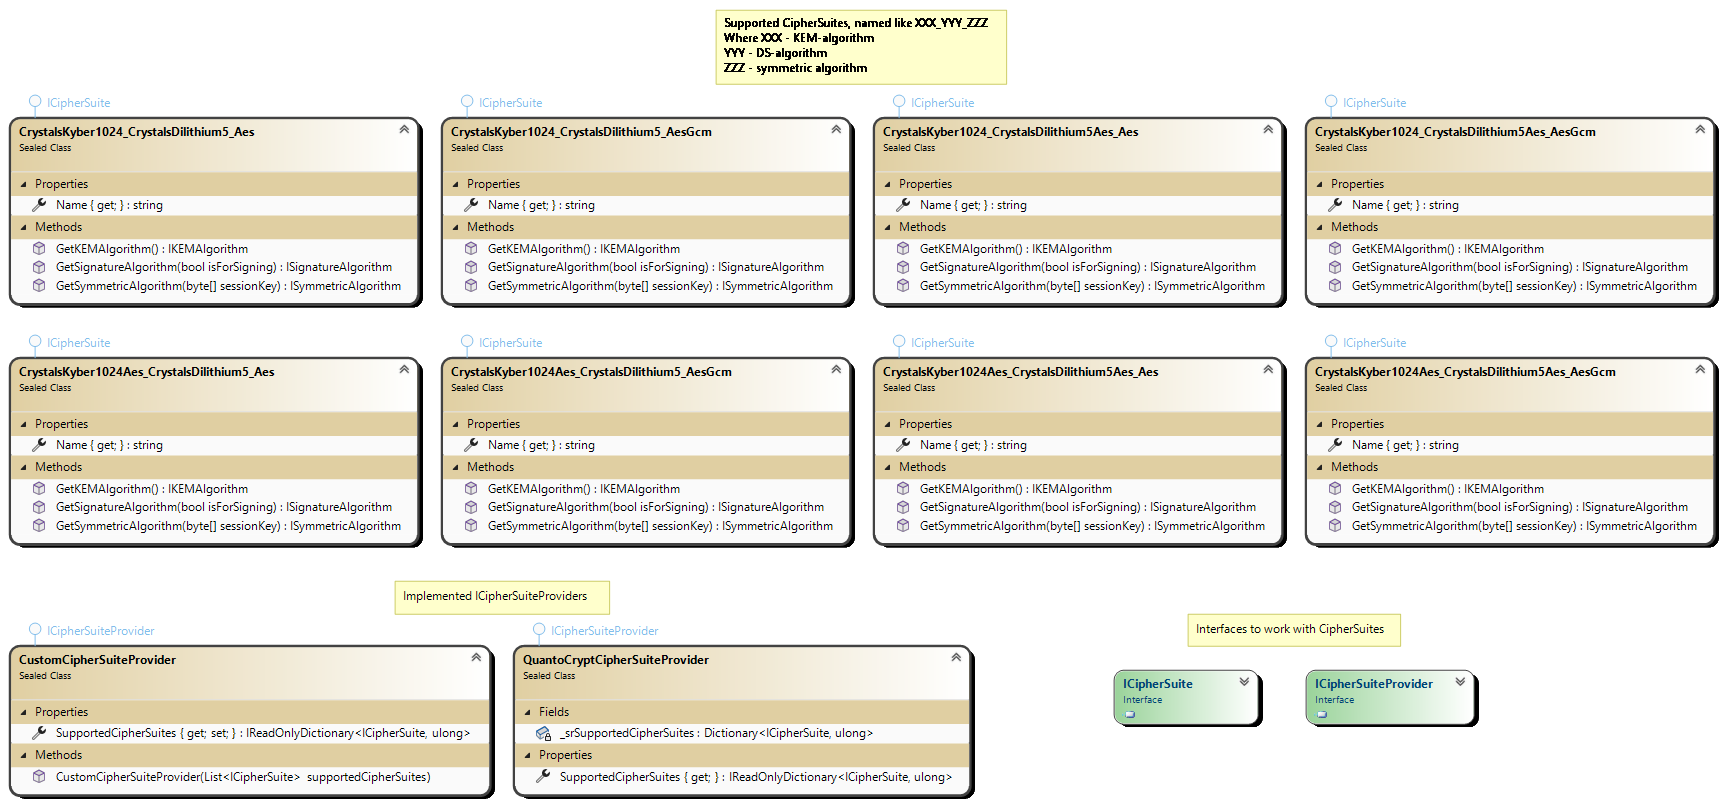 Supported CipherSuites, named like XXX_YYY_ZZZ
Where XXX - KEM-algorithm
YYY - DS-algorithm
ZZZ - symmetric algorithm
ICipherSuite
CrystalsKyber1024_CrystalsDilithium5_Aes
Sealed Class
Properties
Name { get; } : string
Methods
GetKEMAlgorithm() : IKEMAlgorithm
GetSignatureAlgorithm(bool isForSigning) : ISignatureAlgorithm
GetSymmetricAlgorithm(byte[] sessionKey) : ISymmetricAlgorithm
ICipherSuite
CrystalsKyber1024_CrystalsDilithium5_AesGcm
Sealed Class
Properties
Name { get; } : string
Methods
GetKEMAlgorithm() : IKEMAlgorithm
GetSignatureAlgorithm(bool isForSigning) : ISignatureAlgorithm
GetSymmetricAlgorithm(byte[] sessionKey) : ISymmetricAlgorithm
ICipherSuite
CrystalsKyber1024_CrystalsDilithium5Aes_Aes
Sealed Class
Properties
Name { get; } : string
Methods
GetKEMAlgorithm() : IKEMAlgorithm
GetSignatureAlgorithm(bool isForSigning) : ISignatureAlgorithm
GetSymmetricAlgorithm(byte[] sessionKey) : ISymmetricAlgorithm
ICipherSuite
CrystalsKyber1024_CrystalsDilithium5Aes_AesGcm
Sealed Class
Properties
Name { get; } : string
Methods
GetKEMAlgorithm() : IKEMAlgorithm
GetSignatureAlgorithm(bool isForSigning) : ISignatureAlgorithm
GetSymmetricAlgorithm(byte[] sessionKey) : ISymmetricAlgorithm
ICipherSuite
CrystalsKyber1024Aes_CrystalsDilithium5_Aes
Sealed Class
Properties
Name { get; } : string
Methods
GetKEMAlgorithm() : IKEMAlgorithm
GetSignatureAlgorithm(bool isForSigning) : ISignatureAlgorithm
GetSymmetricAlgorithm(byte[] sessionKey) : ISymmetricAlgorithm
ICipherSuite
CrystalsKyber1024Aes_CrystalsDilithium5_AesGcm
Sealed Class
Properties
Name { get; } : string
Methods
GetKEMAlgorithm() : IKEMAlgorithm
GetSignatureAlgorithm(bool isForSigning) : ISignatureAlgorithm
GetSymmetricAlgorithm(byte[] sessionKey) : ISymmetricAlgorithm
ICipherSuite
CrystalsKyber1024Aes_CrystalsDilithium5Aes_Aes
Sealed Class
Properties
Name { get; } : string
Methods
GetKEMAlgorithm() : IKEMAlgorithm
GetSignatureAlgorithm(bool isForSigning) : ISignatureAlgorithm
GetSymmetricAlgorithm(byte[] sessionKey) : ISymmetricAlgorithm
ICipherSuite
CrystalsKyber1024Aes_CrystalsDilithium5Aes_AesGcm
Sealed Class
Properties
Name { get; } : string
Methods
GetKEMAlgorithm() : IKEMAlgorithm
GetSignatureAlgorithm(bool isForSigning) : ISignatureAlgorithm
GetSymmetricAlgorithm(byte[] sessionKey) : ISymmetricAlgorithm
Implemented ICipherSuiteProviders
ICipherSuiteProvider
CustomCipherSuiteProvider
Sealed Class
Properties
SupportedCipherSuites { get; set; } : IReadOnlyDictionary<ICipherSuite, ulong>
Methods
CustomCipherSuiteProvider(List<ICipherSuite> supportedCipherSuites)
ICipherSuiteProvider
QuantoCryptCipherSuiteProvider
Sealed Class
Fields
_srSupportedCipherSuites : Dictionary<ICipherSuite, ulong>
Properties
SupportedCipherSuites { get; } : IReadOnlyDictionary<ICipherSuite, ulong>
Interfaces to work with CipherSuites
ICipherSuite
Interface
ICipherSuiteProvider
Interface